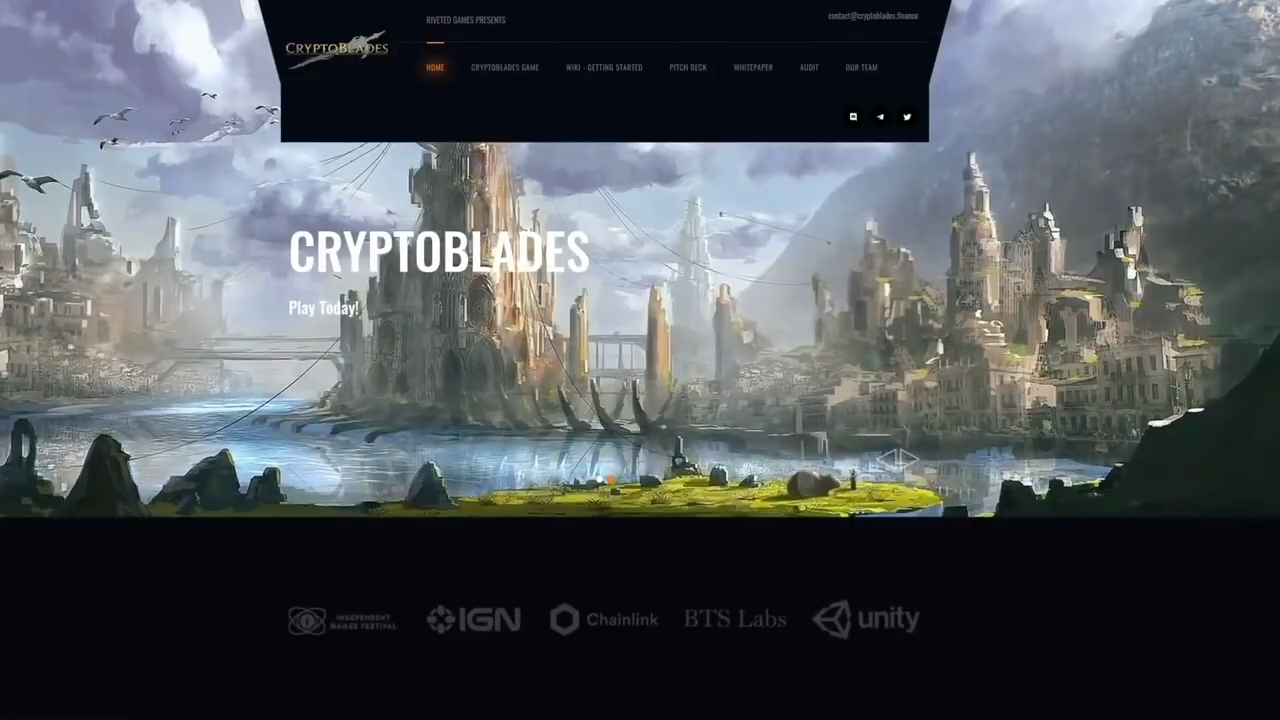 RIVETED GAMES PRESENTS
contact@cryptoblades.finance
CRYPTOBLADES
HOME
CRYPTOBLADES GAME
WIKI - GETTING STARTED
PITCH DECK
WHITEPAPER
AUDIT
OUR TEAM
CRYPTOBLADES
Play Today!
INDEPENDENT
GAMES FESTIVAL
IGN
Chainlink
BTS Labs
unity